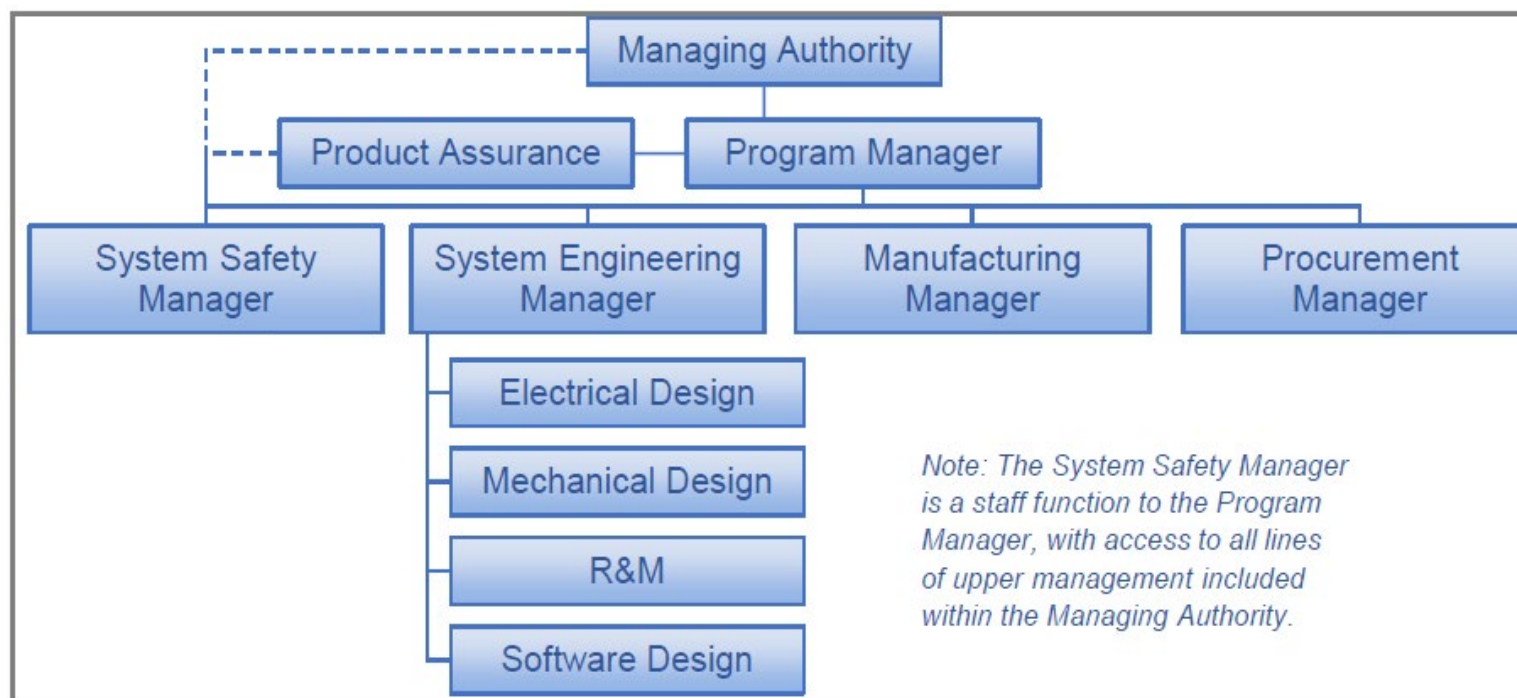 Managing Authority
Product Assurance
Program Manager
System Safety
Manager
System Engineering
Manager
Manufacturing
Manager
Procurement
Manager
Electrical Design
Mechanical Design
R&M
Software Design
Note: The System Safety Manager
is a staff function to the Program
Manager, with access to all lines
of upper management included
within the Managing Authority.